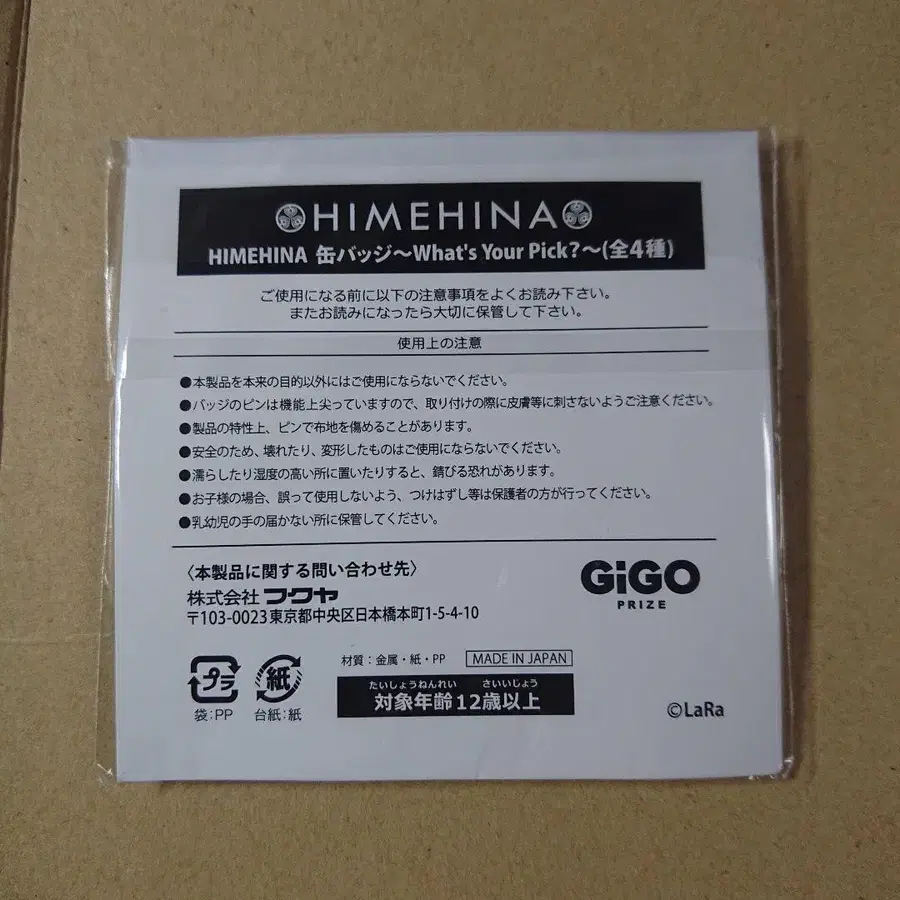 HIMEHINA
HIMEHINA 缶バッジ～What's Your Pick?～(全4種)
ご使用になる前に以下の注意事項をよくお読み下さい。
またお読みになったら大切に保管して下さい。
使用上の注意
●本製品を本来の目的以外にはご使用にならないでください。
●バッジのピンは機能上尖っていますので、取り付けの際に皮膚等に刺さないようご注意ください。
●製品の特性上、ピンで布地を傷めることがあります。
●安全のため、壊れたり、変形したものはご使用にならないでください。
●濡らしたり湿度の高い所に置いたりすると、錆びる恐れがあります。
●お子様の場合、誤って使用しないよう、つけはずし等は保護者の方が行ってください。
●乳幼児の手の届かない所に保管してください。
〈本製品に関する問い合わせ先〉
株式会社 フクヤ
〒103-0023 東京都中央区日本橋本町1-5-4-10
GiGO
PRIZE
プラ
袋:PP
紙
台紙:紙
材質:金属・紙・PP
MADE IN JAPAN
たいしょうねんれい さいいじょう
対象年齢12歳以上
©LaRa